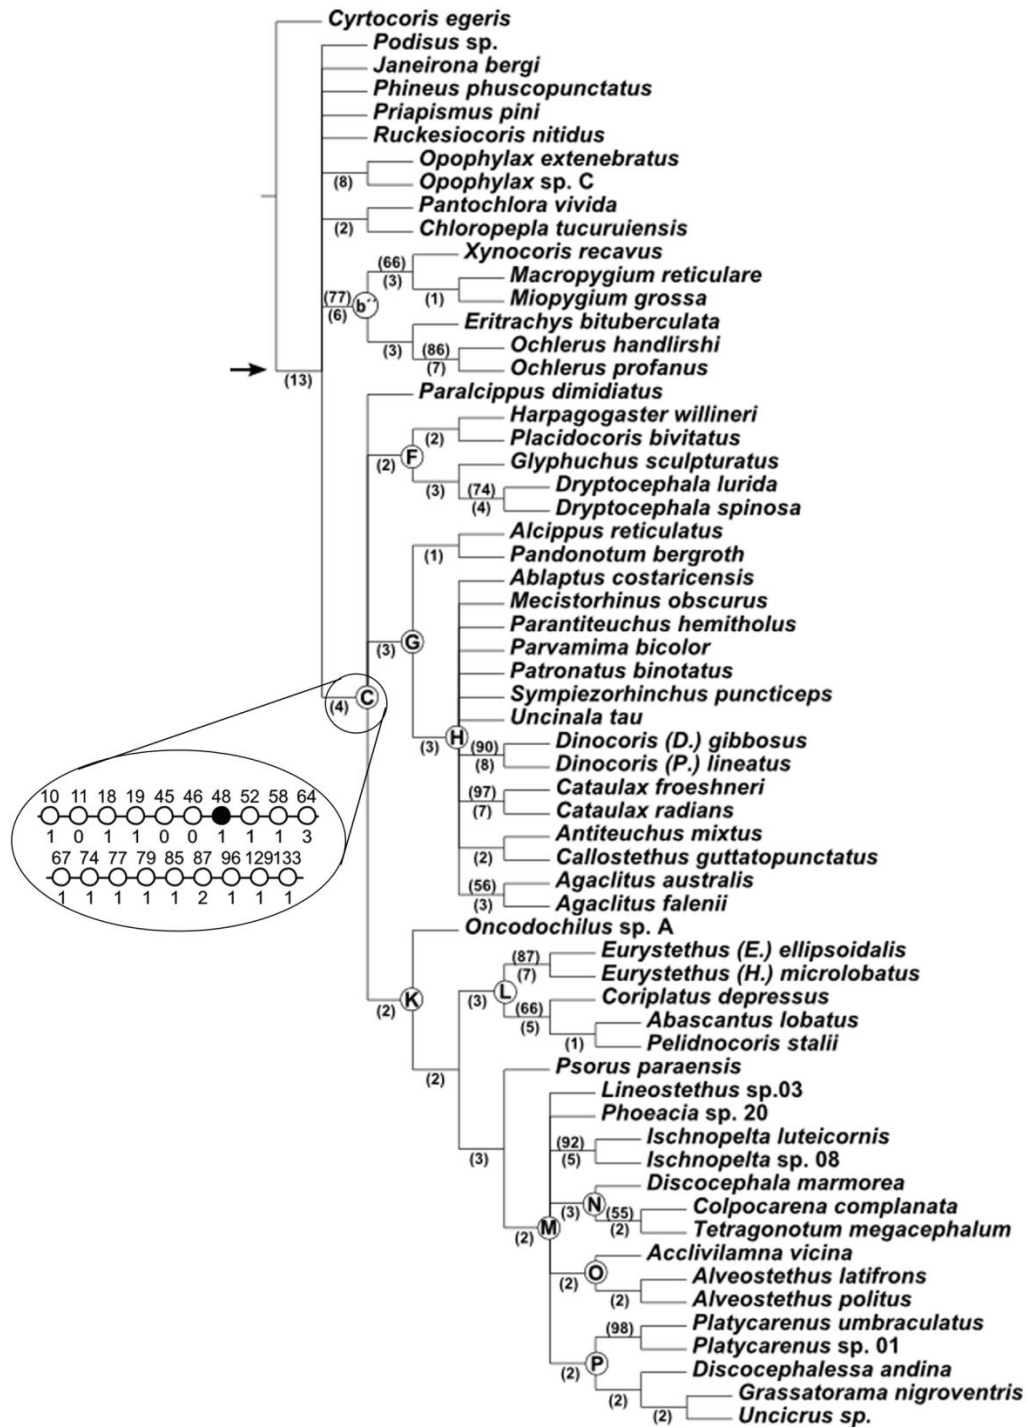 Cyrtocoris egeris
Podisus sp.
Janeirona bergi
Phineus phuscopunctatus
Priapismus pini
Ruckesiocoris nitidus
Opophylax extenebratus
(8)
Opophylax sp. C
Pantochlora vivida
(2)
Chloropepla tucuruiensis
Xynocoris recavus
(66)
(3)
Macropygium reticulare
(1)
Miopygium grossa
(77)
b´´
(6)
Eritrachys bituberculata
(3)
Ochlerus handlirshi
(86)
(7)
Ochlerus profanus
(13)
Paralcippus dimidiatus
Harpagogaster willineri
(2)
Placidocoris bivitatus
F
(2)
Glyphuchus sculpturatus
(3)
Dryptocephala lurida
(74)
(4)
Dryptocephala spinosa
Alcippus reticulatus
(1)
Pandonotum bergroth
Ablaptus costaricensis
Mecistorhinus obscurus
Parantiteuchus hemitholus
G
(3)
Parvamima bicolor
Patronatus binotatus
Sympiezorhinchus puncticeps
C
(4)
Uncinala tau
H
(3)
Dinocoris (D.) gibbosus
(90)
(8)
Dinocoris (P.) lineatus
Cataulax froeshneri
(97)
(7)
Cataulax radians
10 11 18 19 45 46 48 52 58 64
1 0 1 1 0 0 1 1 1 3
67 74 77 79 85 87 96 129 133
1 1 1 1 1 2 1 1 1
Antiteuchus mixtus
(2)
Callostethus guttatopunctatus
Agaclitus australis
(56)
(3)
Agaclitus falenii
Oncodochilus sp. A
Eurystethus (E.) ellipsoidalis
(87)
(7)
Eurystethus (H.) microlobatus
L
(3)
K
(2)
Coriplatus depressus
(66)
(5)
Abascantus lobatus
(1)
Pelidnocoris stalii
(2)
Psorus paraensis
Lineostethus sp.03
Phoeacia sp. 20
Ischnopelta luteicornis
(92)
(5)
Ischnopelta sp. 08
(3)
Discocephala marmorea
N
(3)
Colpocarena complanata
(55)
(2)
Tetragonotum megacephalum
M
(2)
Acclivilamna vicina
O
(2)
Alveostethus latifrons
(2)
Alveostethus politus
Platycarenus umbraculatus
(98)
Platycarenus sp. 01
P
(2)
Discocephalessa andina
(2)
Grassatorama nigroventris
(2)
Uncicrus sp.